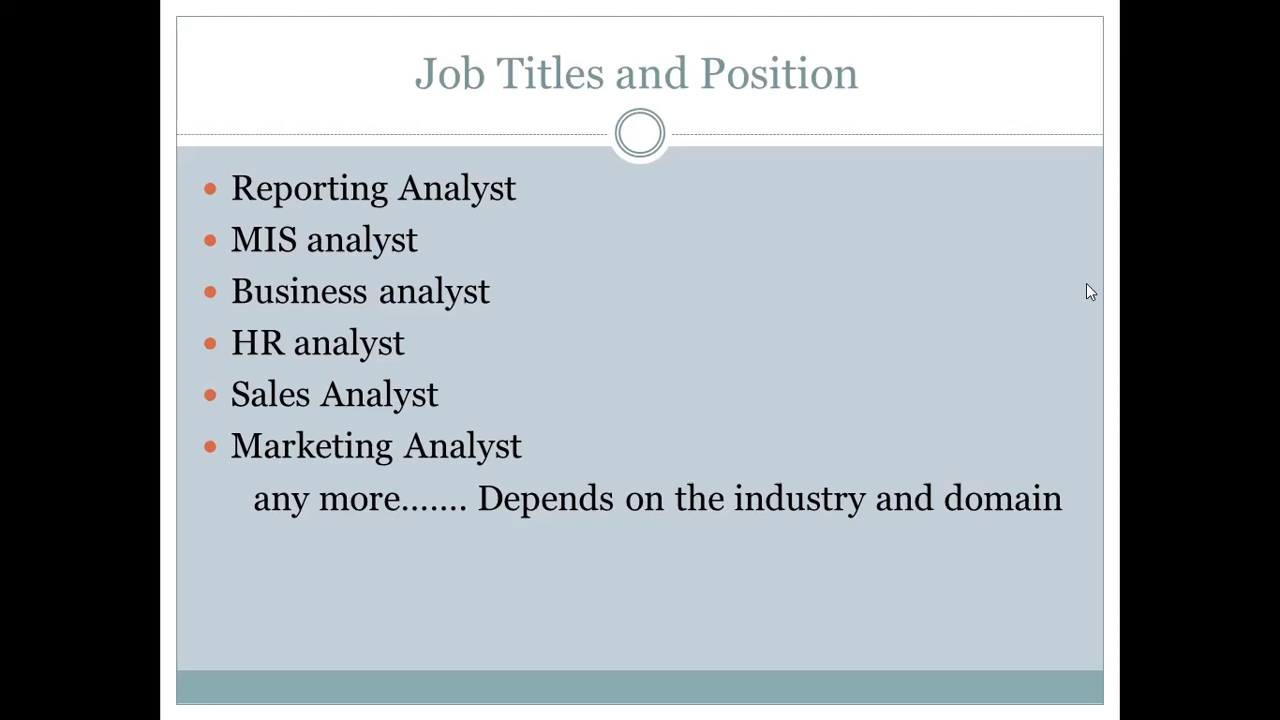 Job Titles and Position
Reporting Analyst
MIS analyst
Business analyst
HR analyst
Sales Analyst
Marketing Analyst
any more....... Depends on the industry and domain